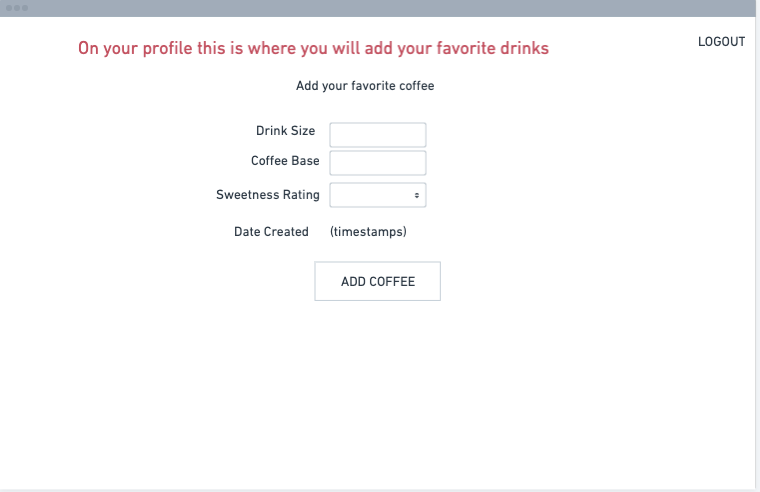 On your profile this is where you will add your favorite drinks
LOGOUT
Add your favorite coffee
Drink Size
Coffee Base
Sweetness Rating
Date Created (timestamps)
ADD COFFEE